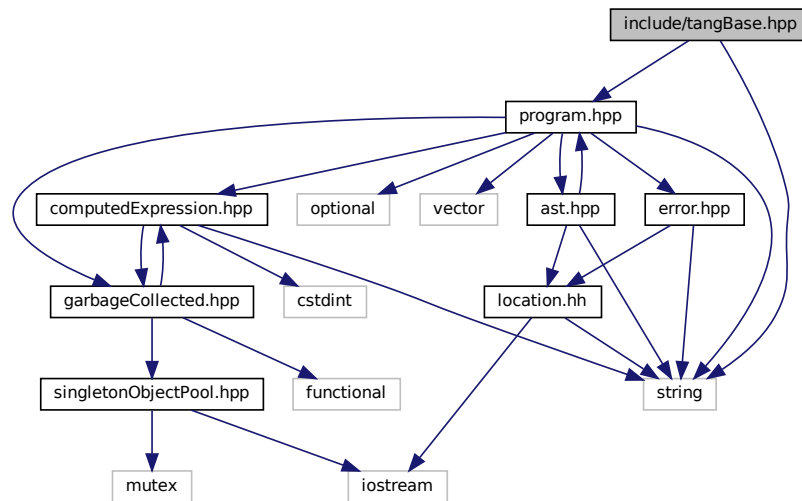 include/tangBase.hpp
program.hpp
computedExpression.hpp
optional
vector
ast.hpp
error.hpp
garbageCollected.hpp
cstdint
location.hh
singletonObjectPool.hpp
functional
string
mutex
iostream